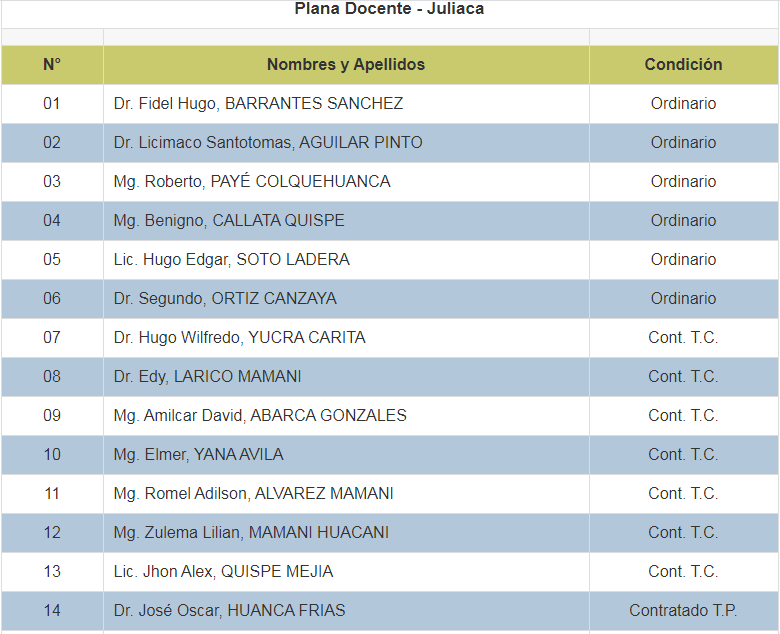 Plana Docente - Juliaca
N° Nombres y Apellidos Condición
01 Dr. Fidel Hugo, BARRANTES SANCHEZ Ordinario
02 Dr. Licimaco Santotomas, AGUILAR PINTO Ordinario
03 Mg. Roberto, PAYÉ COLQUEHUANCA Ordinario
04 Mg. Benigno, CALLATA QUISPE Ordinario
05 Lic. Hugo Edgar, SOTO LADERA Ordinario
06 Dr. Segundo, ORTIZ CANZAYA Ordinario
07 Dr. Hugo Wilfredo, YUCRA CARITA Cont. T.C.
08 Dr. Edy, LARICO MAMANI Cont. T.C.
09 Mg. Amilcar David, ABARCA GONZALES Cont. T.C.
10 Mg. Elmer, YANA AVILA Cont. T.C.
11 Mg. Romel Adilson, ALVAREZ MAMANI Cont. T.C.
12 Mg. Zulema Lilian, MAMANI HUACANI Cont. T.C.
13 Lic. Jhon Alex, QUISPE MEJIA Cont. T.C.
14 Dr. José Oscar, HUANCA FRIAS Contratado T.P.